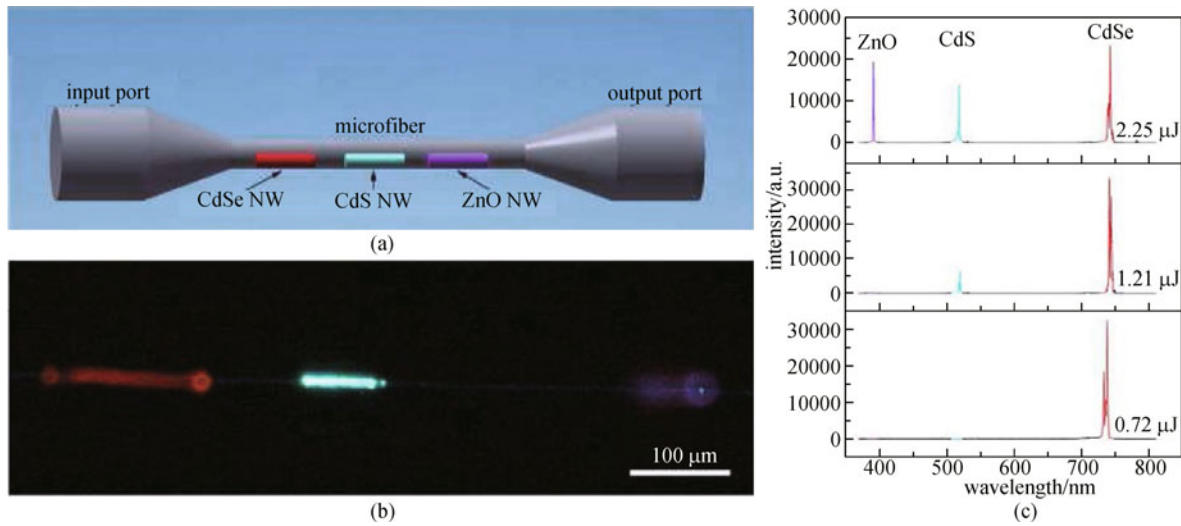 input port
microfiber
output port
CdSe NW
CdS NW
ZnO NW
(a)
100 μm
(b)
30000
20000
10000
0
ZnO
CdS
CdSe
2.25 μJ
30000
20000
10000
0
1.21 μJ
30000
20000
10000
0
0.72 μJ
intensity/a.u.
400 500 600 700 800
wavelength/nm
(c)